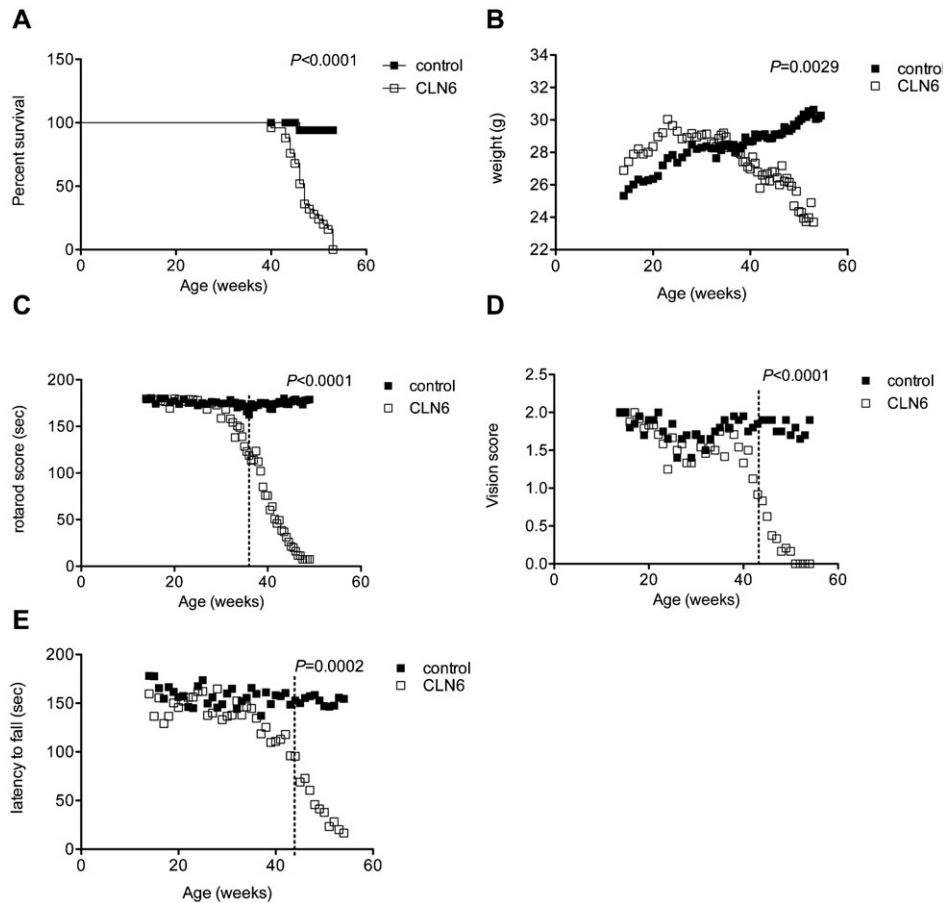 A
P<0.0001
control
CLN6
Percent survival
150
100
50
0
0 20 40 60
Age (weeks)
B
P=0.0029
control
CLN6
weight (g)
34
32
30
28
26
24
22
0 20 40 60
Age (weeks)
C
P<0.0001
control
CLN6
rotarod score (sec)
200
150
100
50
0
0 20 40 60
Age (weeks)
D
P<0.0001
control
CLN6
Vision score
2.5
2.0
1.5
1.0
0.5
0.0
0 20 40 60
Age (weeks)
E
P=0.0002
control
CLN6
latency to fall (sec)
200
150
100
50
0
0 20 40 60
Age (weeks)